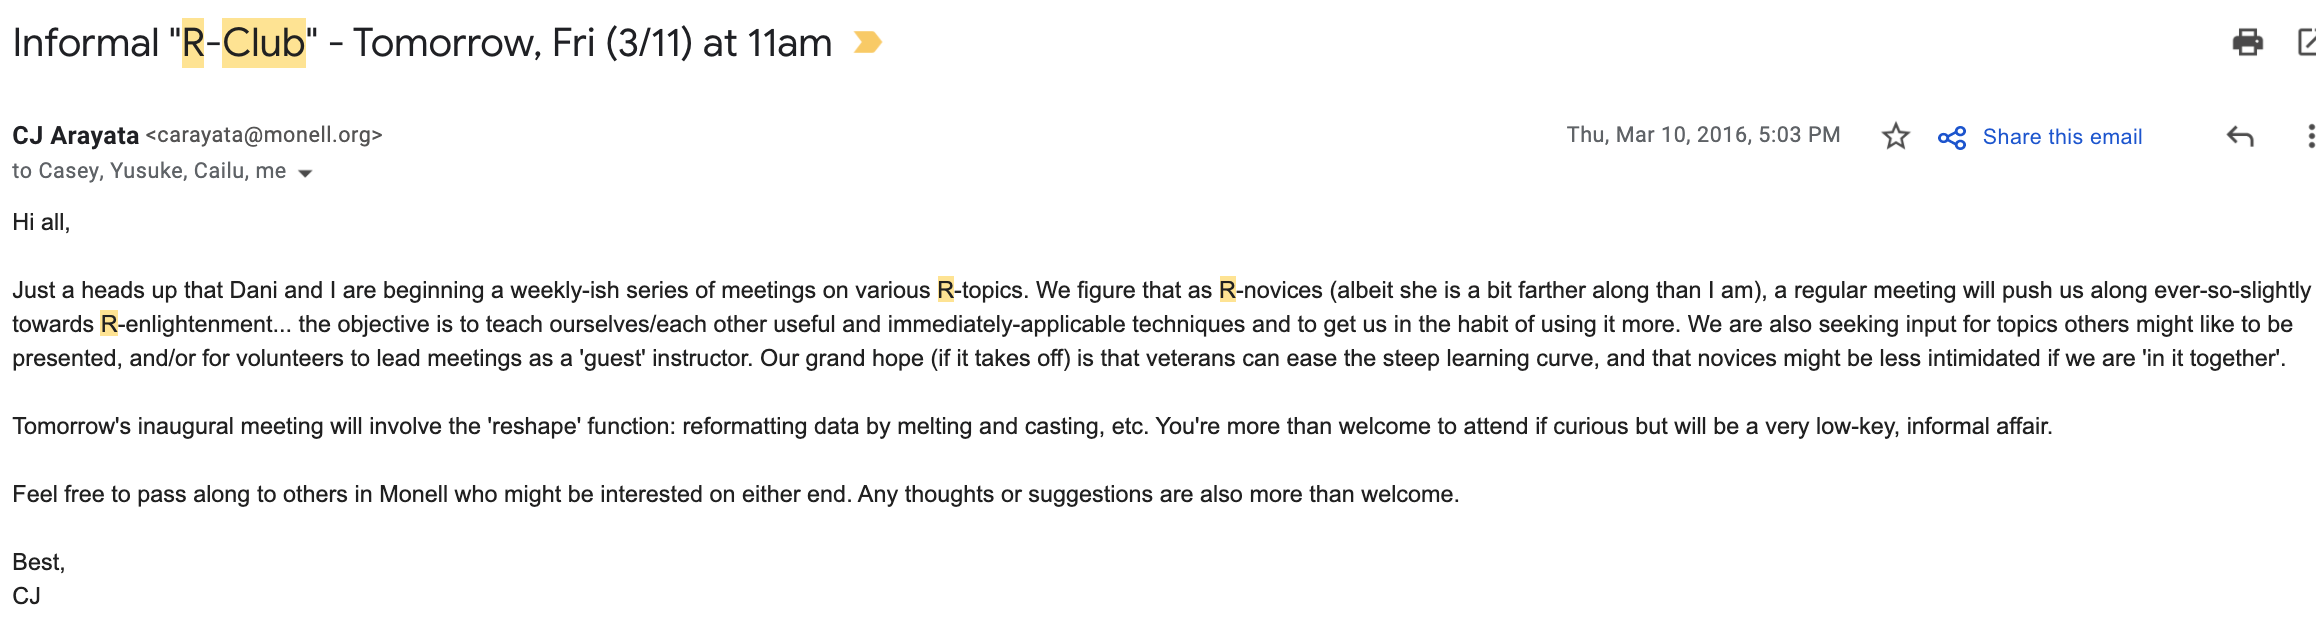 Informal "R-Club" - Tomorrow, Fri (3/11) at 11am
CJ Arayata <carayata@monell.org>
Thu, Mar 10, 2016, 5:03 PM
Share this email
to Casey, Yusuke, Cailu, me
Hi all,
Just a heads up that Dani and I are beginning a weekly-ish series of meetings on various R-topics. We figure that as R-novices (albeit she is a bit farther along than I am), a regular meeting will push us along ever-so-slightly
towards R-enlightenment... the objective is to teach ourselves/each other useful and immediately-applicable techniques and to get us in the habit of using it more. We are also seeking input for topics others might like to be
presented, and/or for volunteers to lead meetings as a 'guest' instructor. Our grand hope (if it takes off) is that veterans can ease the steep learning curve, and that novices might be less intimidated if we are 'in it together'.
Tomorrow's inaugural meeting will involve the 'reshape' function: reformatting data by melting and casting, etc. You're more than welcome to attend if curious but will be a very low-key, informal affair.
Feel free to pass along to others in Monell who might be interested on either end. Any thoughts or suggestions are also more than welcome.
Best,
CJ